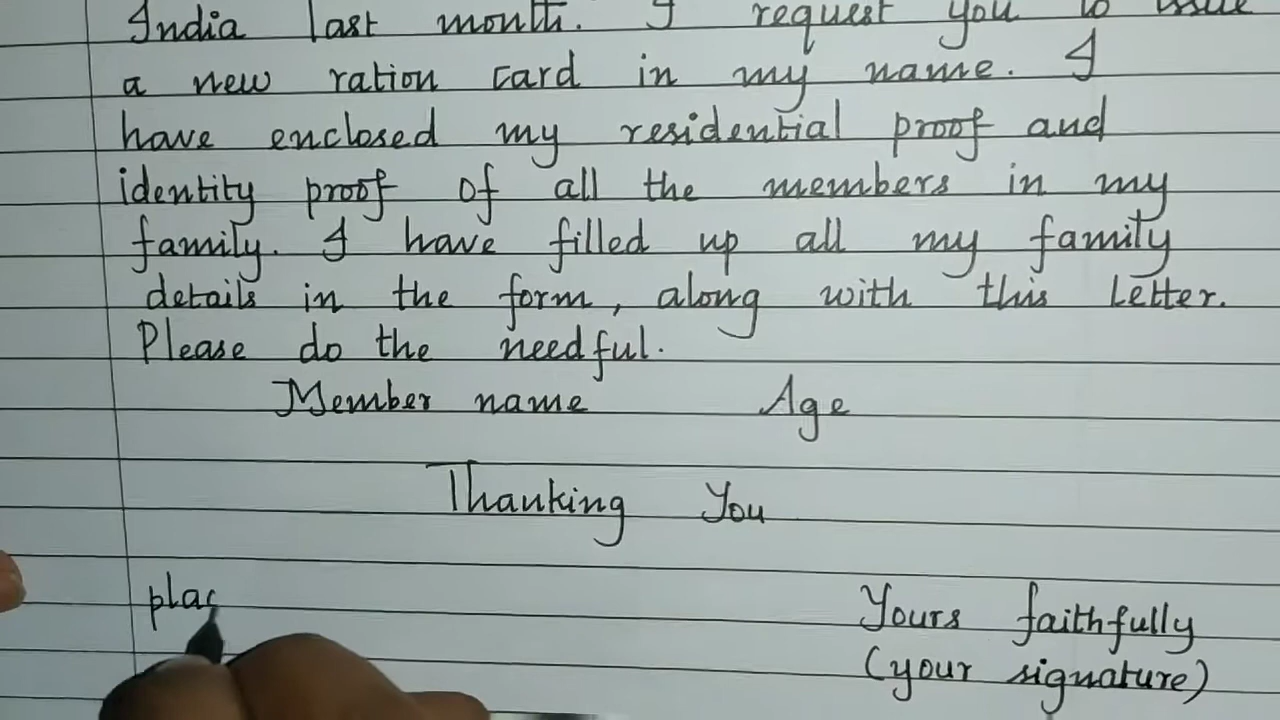 India last month. I request you to issue
a new ration card in my name. I
have enclosed my residential proof and
identity proof of all the members in my
family. I have filled up all my family
details in the form, along with this letter.
Please do the needful.
Member name Age
Thanking You
plac Yours faithfully
(your signature)